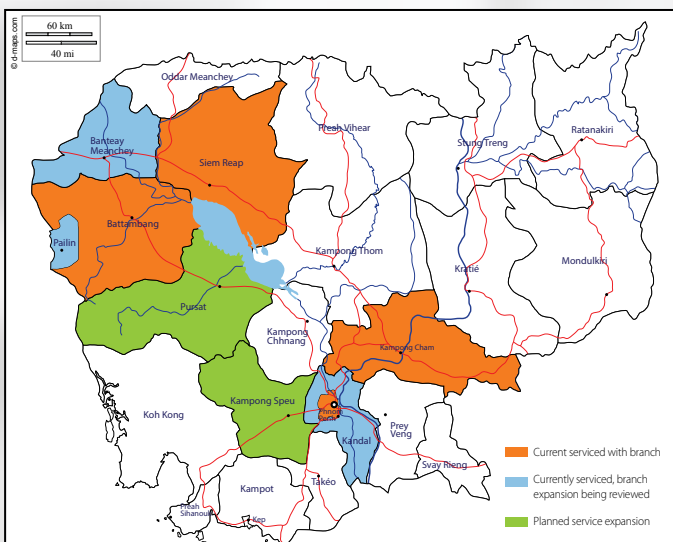 60 km
40 mi
© d-maps.com
Oddar Meanchey
Banteay
Meanchey
Siem Reap
Preah Vihear
Stung Treng
Ratanakiri
Battambang
Pailin
Kampong Thom
Kratié
Mondulkiri
Pursat
Kampong
Chhnang
Kampong Cham
Koh Kong
Kampong Speu
Phnom
Penh
Kandal
Prey
Veng
Svay Rieng
Takéo
Kampot
Preah
Sihanouk
Kep
Current serviced with branch
Currently serviced, branch
expansion being reviewed
Planned service expansion